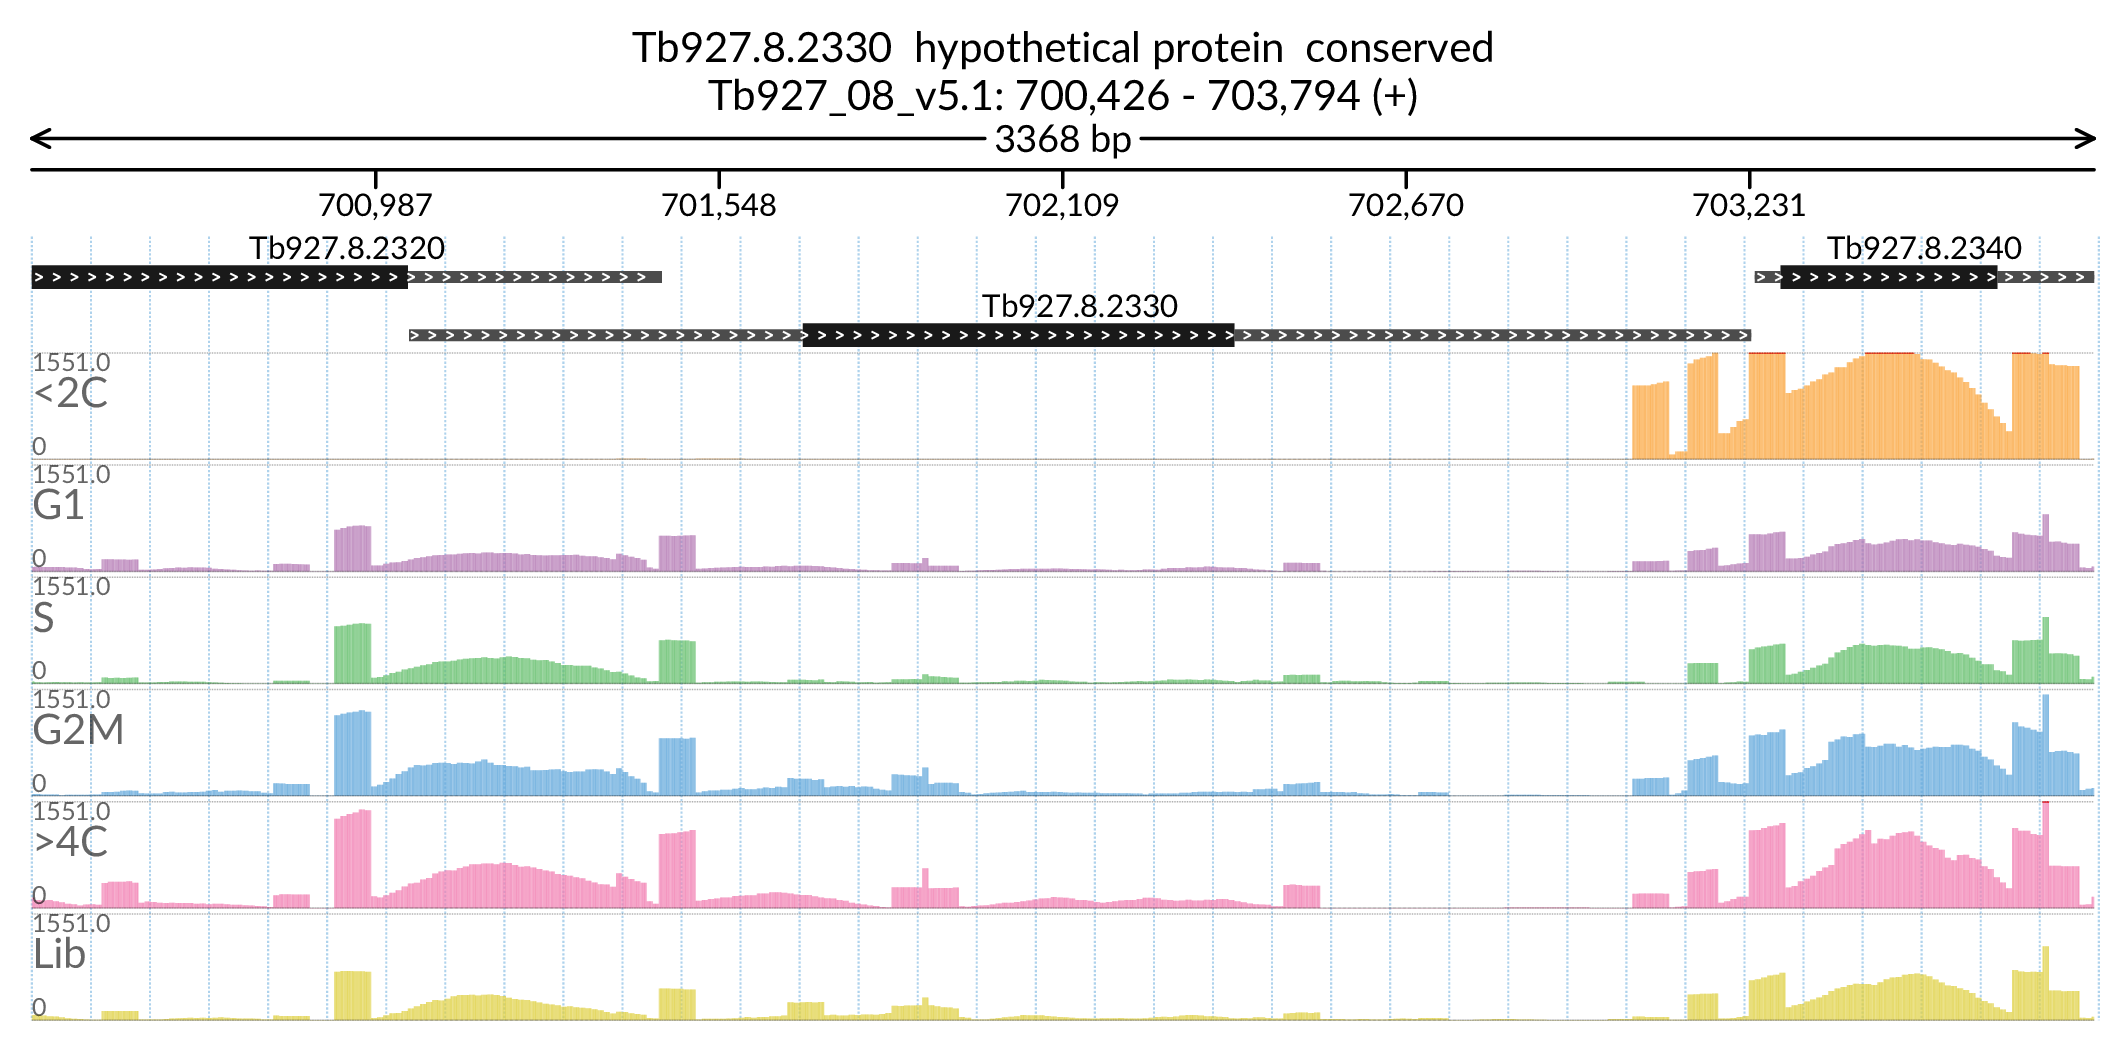 Tb927.8.2330  hypothetical protein  conserved
Tb927_08_v5.1: 700,426 - 703,794 (+)
3368 bp
700,987 701,548 702,109 702,670 703,231
Tb927.8.2320 Tb927.8.2340
Tb927.8.2330
1551.0
<2C
0
1551.0
G1
0
1551.0
S
0
1551.0
G2M
0
1551.0
>4C
0
1551.0
Lib
0